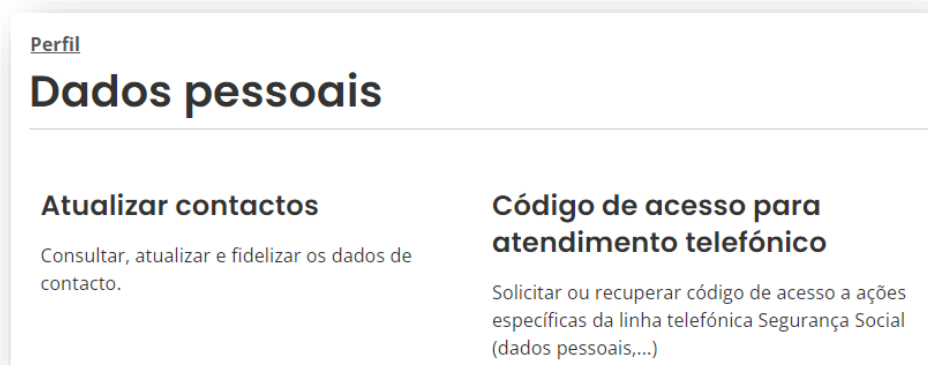 Perfil
Dados pessoais
Atualizar contactos
Consultar, atualizar e fidelizar os dados de
contacto.
Código de acesso para
atendimento telefónico
Solicitar ou recuperar código de acesso a ações
específicas da linha telefónica Segurança Social
(dados pessoais,...)